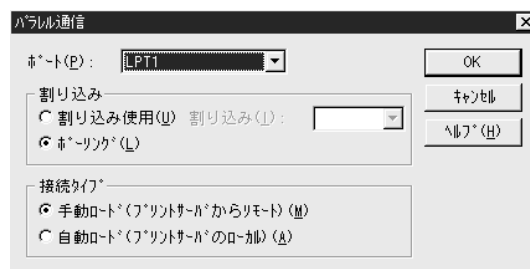 ﾊﾟﾗﾚﾙ通信
ﾎﾟｰﾄ(P): LPT1
OK
割り込み
ｷｬﾝｾﾙ
割り込み使用(U) 割り込み(I):
ﾍﾙﾌﾟ(H)
ﾎﾟｰﾘﾝｸﾞ(L)
接続ﾀｲﾌﾟ
手動ﾛｰﾄﾞ(ﾌﾟﾘﾝﾄｻｰﾊﾞからﾘﾓｰﾄ)(M)
自動ﾛｰﾄﾞ(ﾌﾟﾘﾝﾄｻｰﾊﾞのﾛｰｶﾙ)(A)